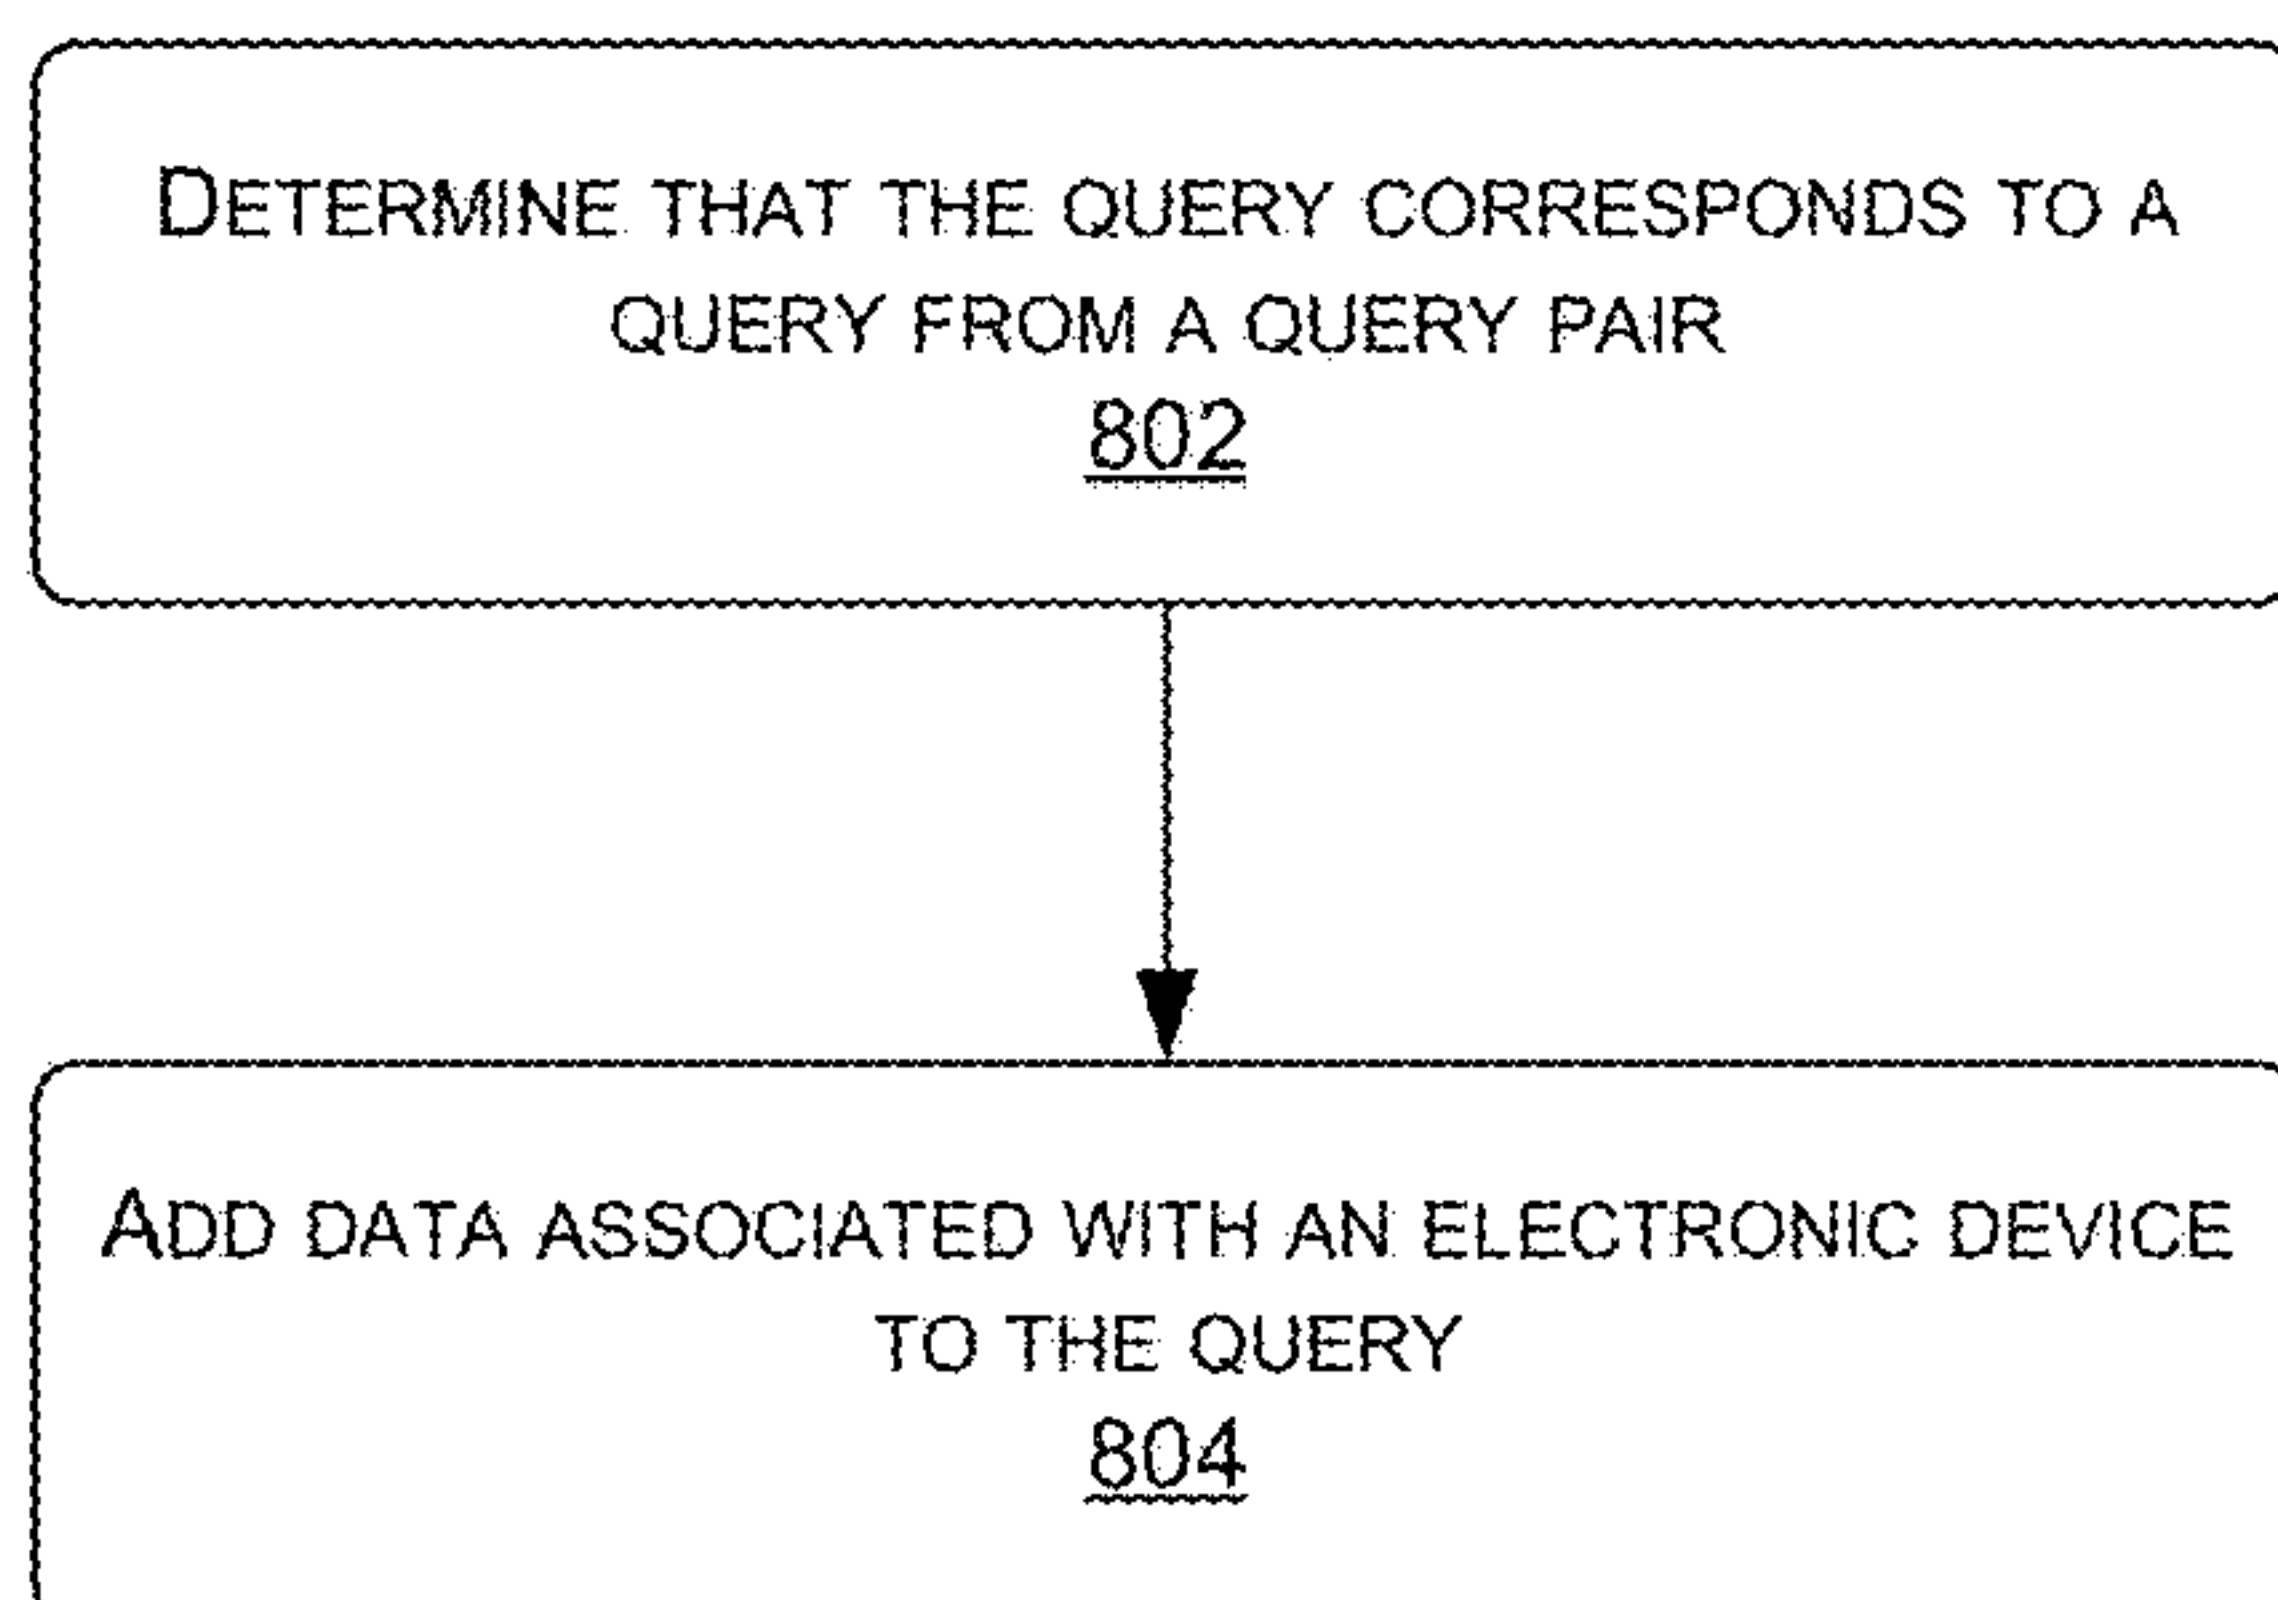 DETERMINE THAT THE QUERY CORRESPONDS TO A
QUERY FROM A QUERY PAIR
802
ADD DATA ASSOCIATED WITH AN ELECTRONIC DEVICE
TO THE QUERY
804